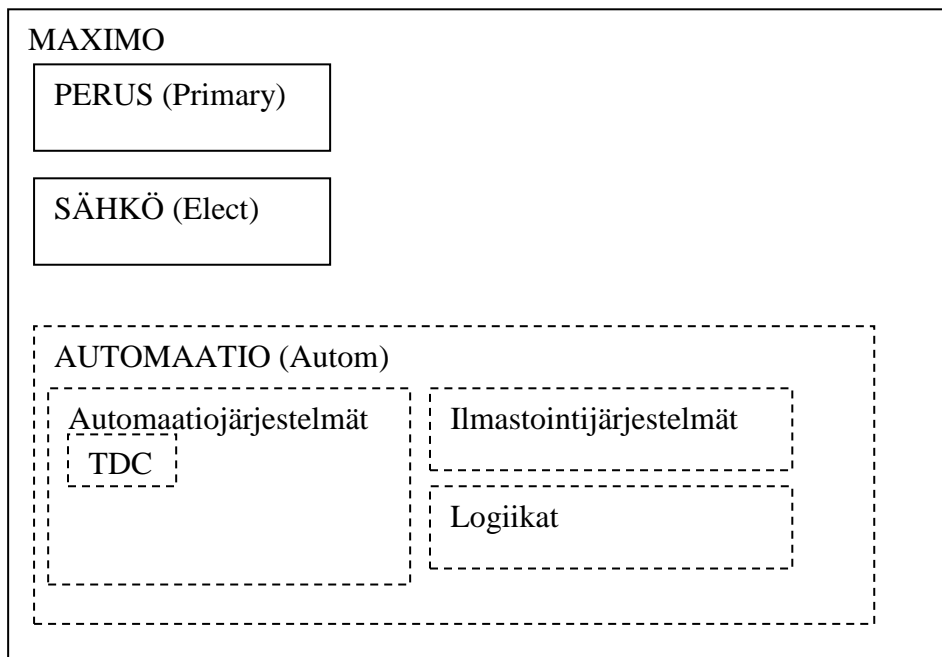 MAXIMO
PERUS (Primary)
SÄHKÖ (Elect)
AUTOMAATIO (Autom)
Automaatiojärjestelmät
TDC
Ilmastointijärjestelmät
Logiikat